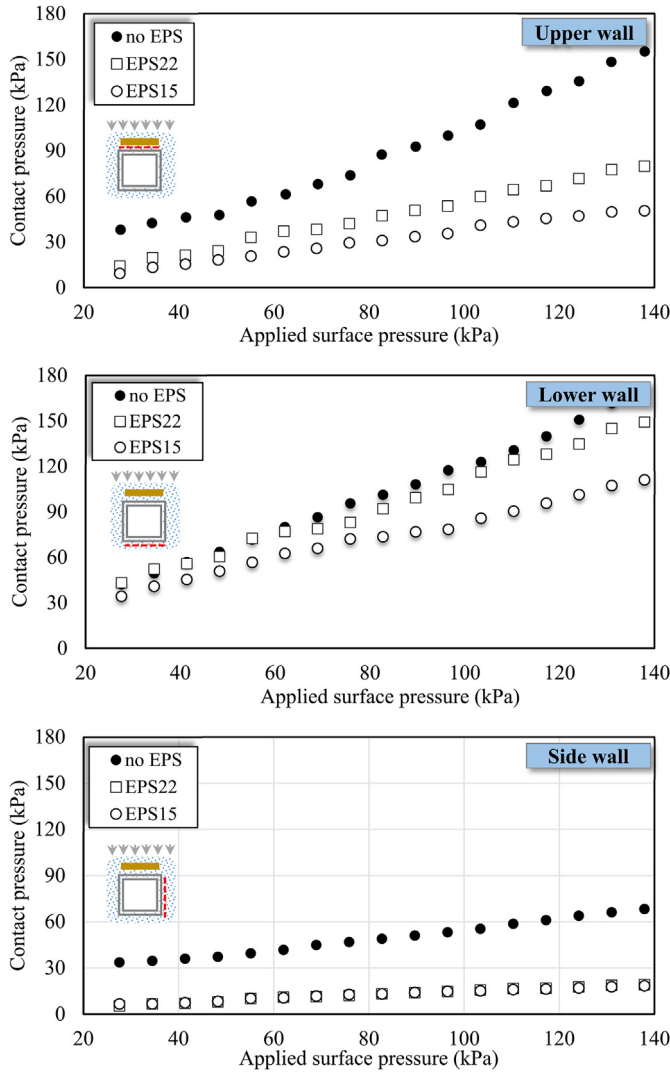 180
150
120
90
60
30
0
Contact pressure (kPa)
no EPS
EPS22
EPS15
Upper wall
20 40 60 80 100 120 140
Applied surface pressure (kPa)
180
150
120
90
60
30
0
Contact pressure (kPa)
no EPS
EPS22
EPS15
Lower wall
20 40 60 80 100 120 140
Applied surface pressure (kPa)
180
150
120
90
60
30
0
Contact pressure (kPa)
no EPS
EPS22
EPS15
Side wall
20 40 60 80 100 120 140
Applied surface pressure (kPa)